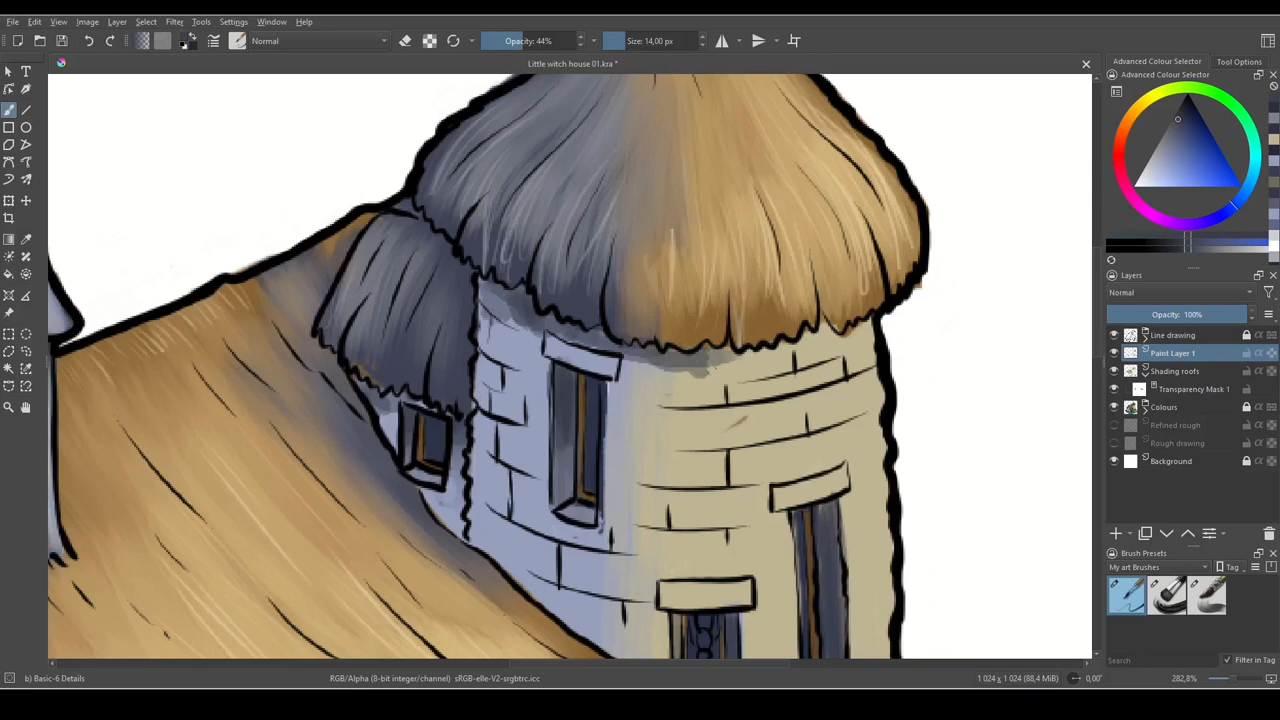 File Edit View Image Layer Select Filter Tools Settings Window Help
Normal Opacity: 44% Size: 14,00 px
Little witch house 01.kra *
Advanced Colour Selector Tool Options
Advanced Colour Selector
Layers
Normal
Opacity: 100%
Line drawing
Paint Layer 1
Shading roofs
Transparency Mask 1
Colours
Refined rough
Rough drawing
Background
Brush Presets
My art Brushes Tag
Search Filter in Tag
b) Basic-6 Details RGB/Alpha (8-bit integer/channel) sRGB-elle-V2-srgbtrc.icc 1 024 x 1 024 (88,4 MiB) 0,00° 282,8%